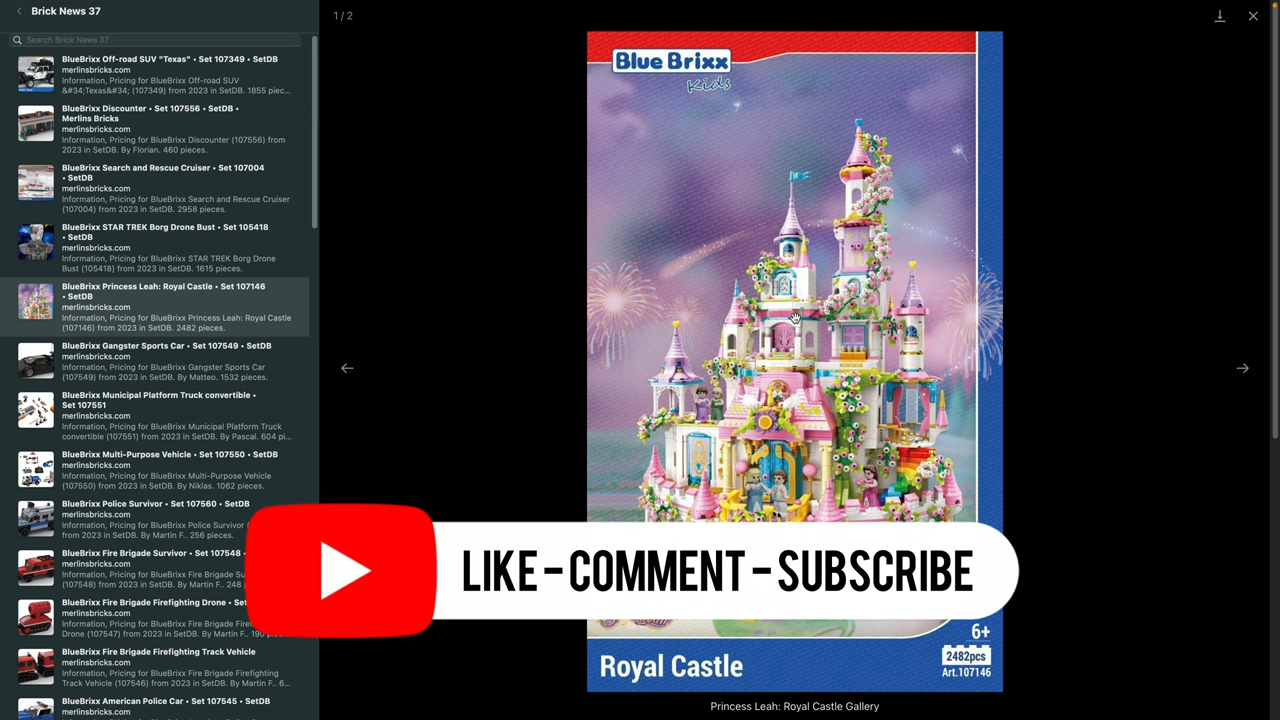 Brick News 37
Search Brick News 37
BlueBrixx Off-road SUV "Texas" • Set 107349 • SetDB
merlinsbricks.com
Information, Pricing for BlueBrixx Off-road SUV
&#34;Texas&#34; (107349) from 2023 in SetDB. 1855 piec...
BlueBrixx Discounter • Set 107556 • SetDB •
Merlins Bricks
merlinsbricks.com
Information, Pricing for BlueBrixx Discounter (107556) from
2023 in SetDB. By Florian. 460 pieces.
BlueBrixx Search and Rescue Cruiser • Set 107004
• SetDB
merlinsbricks.com
Information, Pricing for BlueBrixx Search and Rescue Cruiser
(107004) from 2023 in SetDB. 2958 pieces.
BlueBrixx STAR TREK Borg Drone Bust • Set 105418
• SetDB
merlinsbricks.com
Information, Pricing for BlueBrixx STAR TREK Borg Drone
Bust (105418) from 2023 in SetDB. 1615 pieces.
BlueBrixx Princess Leah: Royal Castle • Set 107146
• SetDB
merlinsbricks.com
Information, Pricing for BlueBrixx Princess Leah: Royal Castle
(107146) from 2023 in SetDB. 2482 pieces.
BlueBrixx Gangster Sports Car • Set 107549 • SetDB
merlinsbricks.com
Information, Pricing for BlueBrixx Gangster Sports Car
(107549) from 2023 in SetDB. By Matteo. 1532 pieces.
BlueBrixx Municipal Platform Truck convertible •
Set 107551
merlinsbricks.com
Information, Pricing for BlueBrixx Municipal Platform Truck
convertible (107551) from 2023 in SetDB. By Pascal. 604 pi...
BlueBrixx Multi-Purpose Vehicle • Set 107550 • SetDB
merlinsbricks.com
Information, Pricing for BlueBrixx Multi-Purpose Vehicle
(107550) from 2023 in SetDB. By Niklas. 1062 pieces.
BlueBrixx Police Survivor • Set 107560 • SetDB
merlinsbricks.com
Information, Pricing for BlueBrixx Police Survivor
(107560) from 2023 in SetDB. By Martin F.. 256 pieces.
BlueBrixx Fire Brigade Survivor • Set 107548
merlinsbricks.com
Information, Pricing for BlueBrixx Fire Brigade Su
(107548) from 2023 in SetDB. By Martin F.. 248
BlueBrixx Fire Brigade Firefighting Drone • Set
merlinsbricks.com
Information, Pricing for BlueBrixx Fire Brigade Firefighting
Drone (107547) from 2023 in SetDB. By Martin F.. 190 pieces.
BlueBrixx Fire Brigade Firefighting Track Vehicle
merlinsbricks.com
Information, Pricing for BlueBrixx Fire Brigade Firefighting
Track Vehicle (107546) from 2023 in SetDB. By Martin F.. 6...
BlueBrixx American Police Car • Set 107545 • SetDB
merlinsbricks.com
1 / 2
Blue Brixx
Kids
LIKE – COMMENT – SUBSCRIBE
6+
2482pcs
Art.107146
Royal Castle
Princess Leah: Royal Castle Gallery